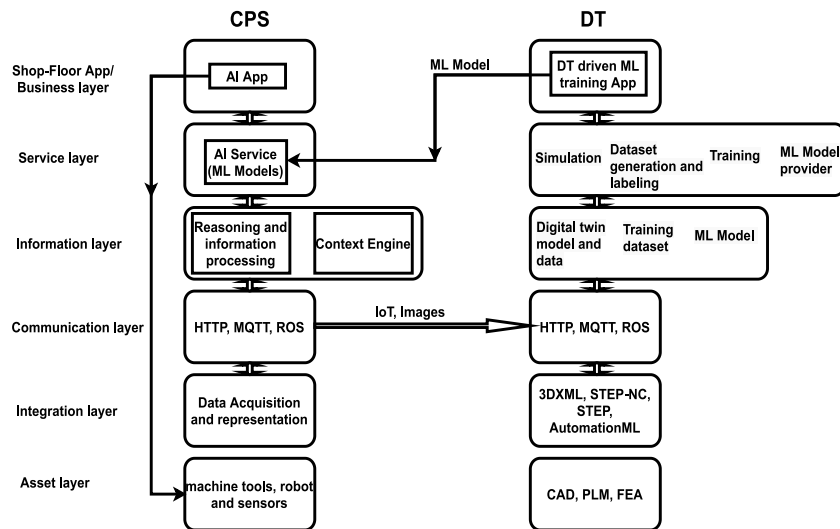 CPS
DT
Shop-Floor App/
Business layer
AI App
ML Model
DT driven ML
training App
Service layer
AI Service
(ML Models)
Simulation
Dataset
generation and
labeling
Training
ML Model
provider
Information layer
Reasoning and
information
processing
Context Engine
Digital twin
model and
data
Training
dataset
ML Model
Communication layer
HTTP, MQTT, ROS
IoT, Images
HTTP, MQTT, ROS
Integration layer
Data Acquisition
and representation
3DXML, STEP-NC,
STEP,
AutomationML
Asset layer
machine tools, robot
and sensors
CAD, PLM, FEA